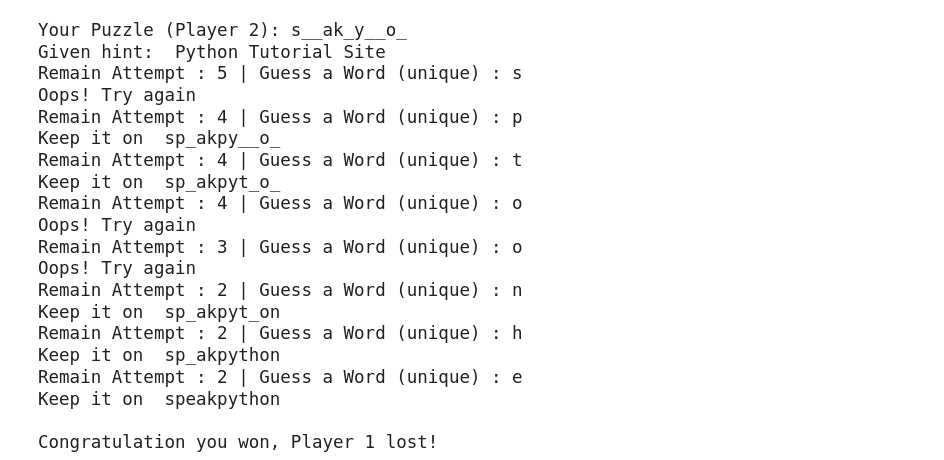 Your Puzzle (Player 2): s__ak_y__o_
Given hint:  Python Tutorial Site
Remain Attempt : 5 | Guess a Word (unique) : s
Oops! Try again
Remain Attempt : 4 | Guess a Word (unique) : p
Keep it on  sp_akpy__o_
Remain Attempt : 4 | Guess a Word (unique) : t
Keep it on  sp_akpyt_o_
Remain Attempt : 4 | Guess a Word (unique) : o
Oops! Try again
Remain Attempt : 3 | Guess a Word (unique) : o
Oops! Try again
Remain Attempt : 2 | Guess a Word (unique) : n
Keep it on  sp_akpyt_on
Remain Attempt : 2 | Guess a Word (unique) : h
Keep it on  sp_akpython
Remain Attempt : 2 | Guess a Word (unique) : e
Keep it on  speakpython
Congratulation you won, Player 1 lost!